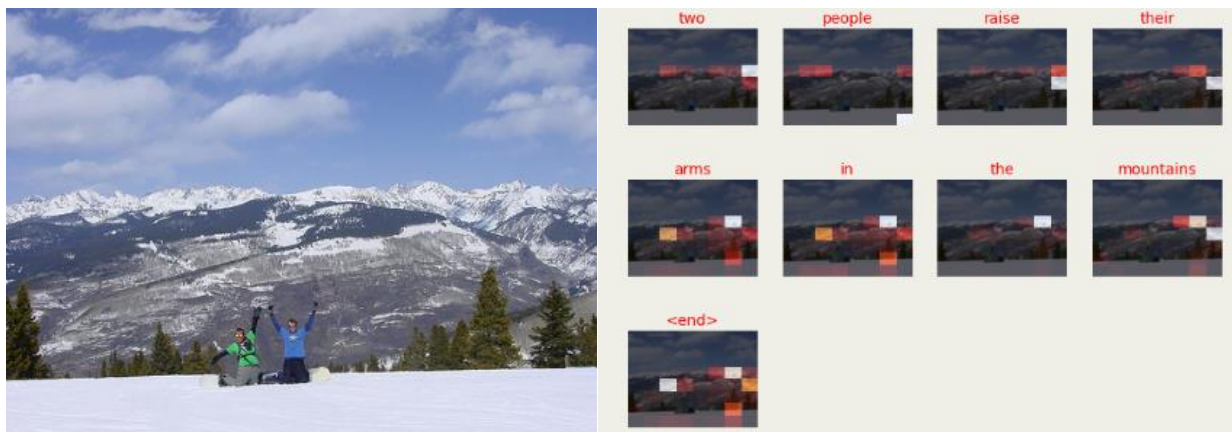 two people raise their
arms in the mountains
<end>